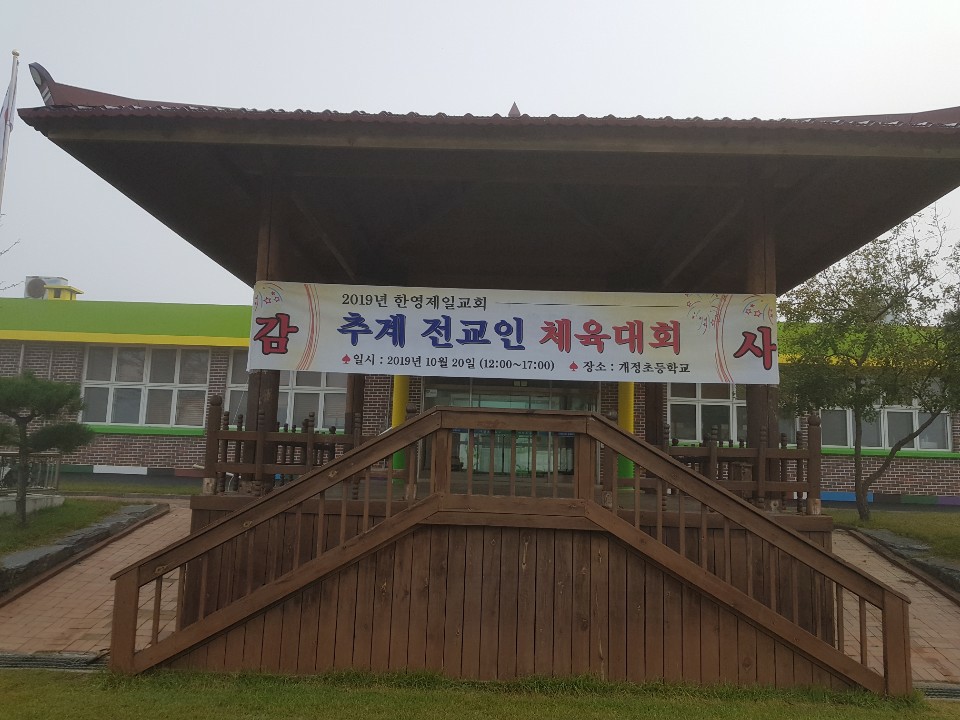 2019년 한영제일교회
감 추계 전교인 체육대회 사
♠일시 : 2019년 10월 20일 (12:00~17:00) ♠ 장소 : 개정초등학교